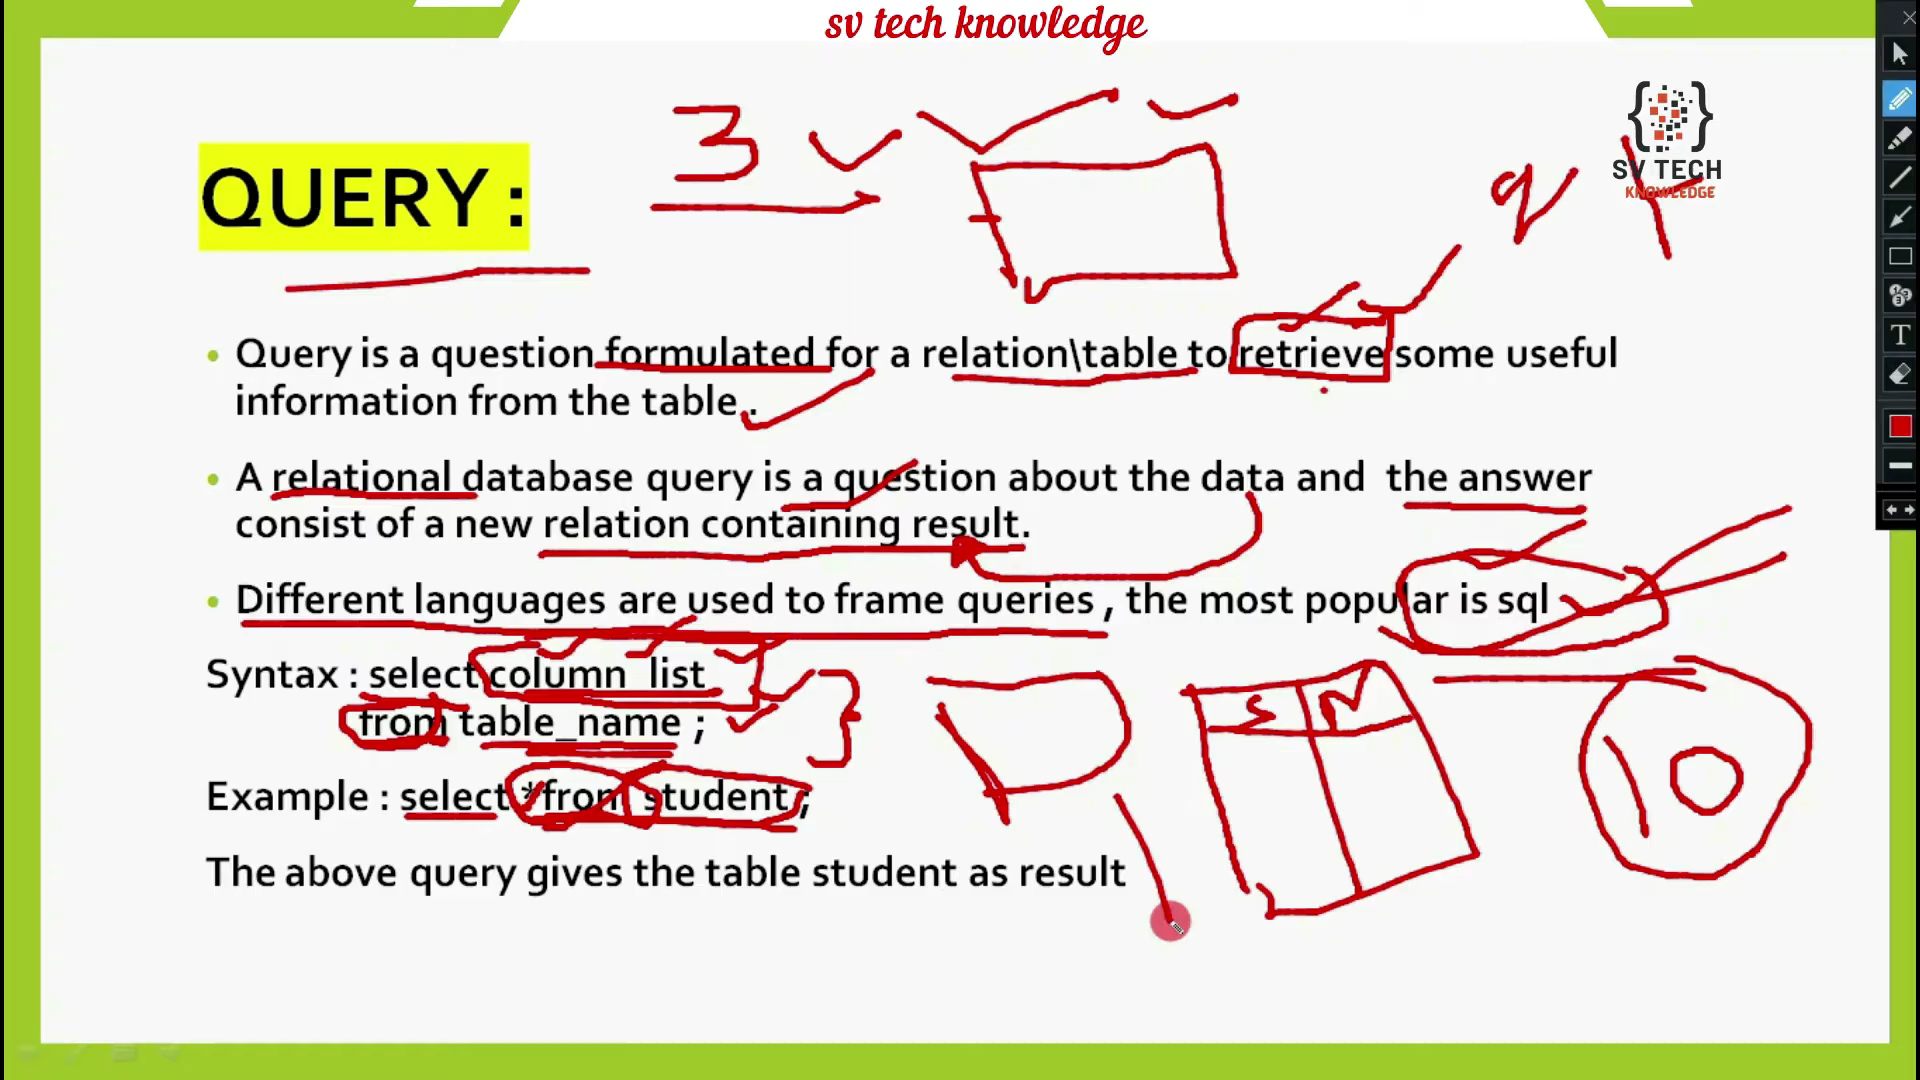 sv tech knowledge
3
SV TECH
KNOWLEDGE
QUERY :
• Query is a question formulated for a relation\table to retrieve some useful
information from the table .
• A relational database query is a question about the data and the answer
consist of a new relation containing result.
• Different languages are used to frame queries , the most popular is sql
Syntax : select column_list
from table_name ;
Example : select *from student ;
The above query gives the table student as result